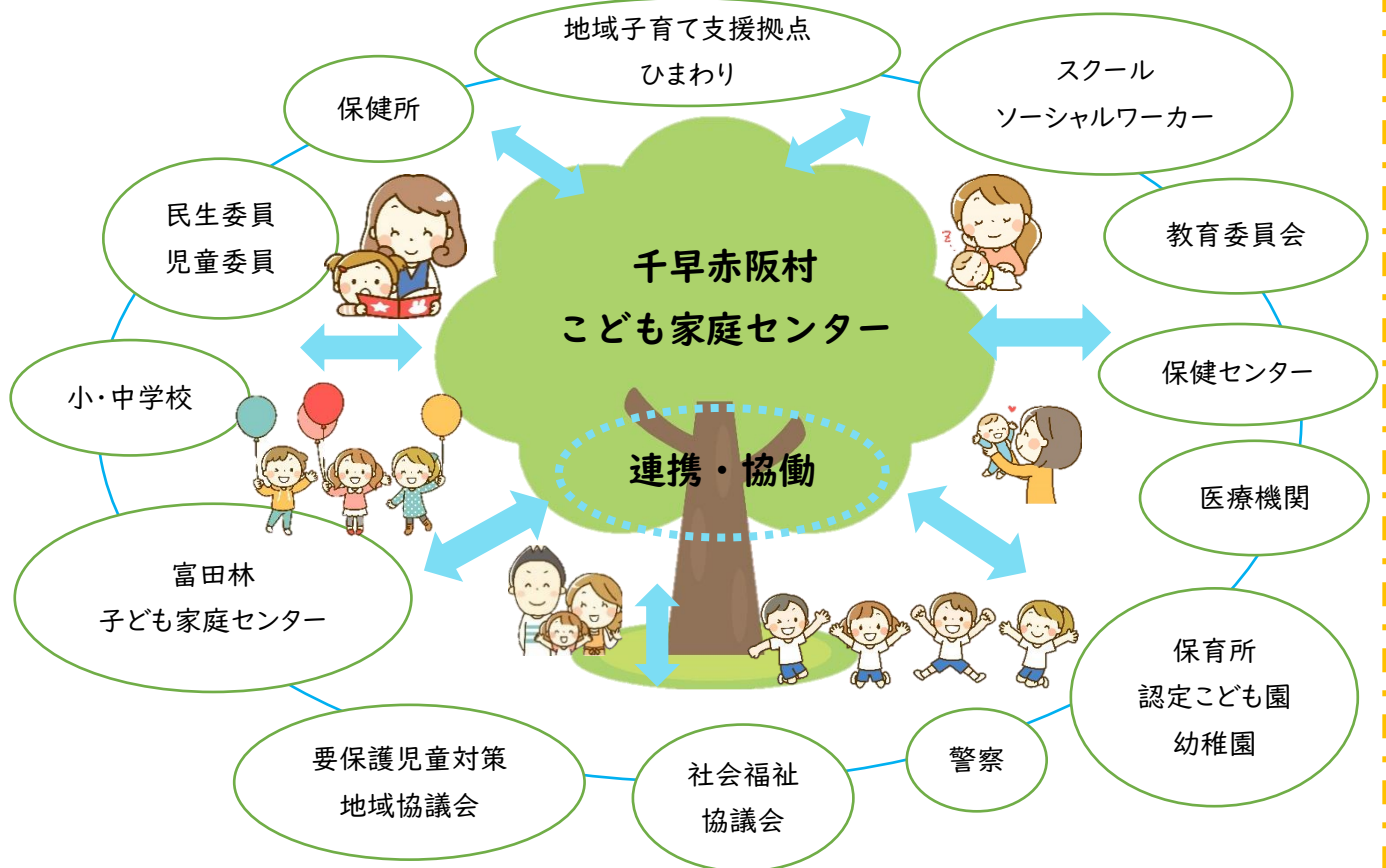 地域子育て支援拠点
ひまわり
スクール
ソーシャルワーカー
保健所
民生委員
児童委員
教育委員会
千早赤阪村
こども家庭センター
保健センター
小・中学校
連携・協働
医療機関
富田林
子ども家庭センター
保育所
認定こども園
幼稚園
要保護児童対策
地域協議会
社会福祉
協議会
警察
z